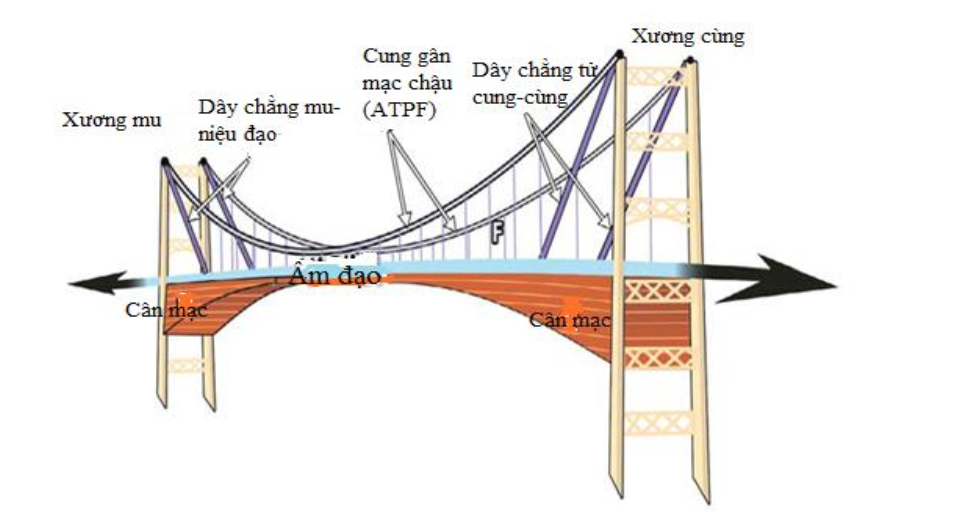 Xương mu
Dây chằng mu-
niệu đạo
Cung gân
mạc chậu
(ATPF)
Dây chằng tử
cung-cùng
Xương cùng
F
Âm đạo
Cân mạc
Cân mạc